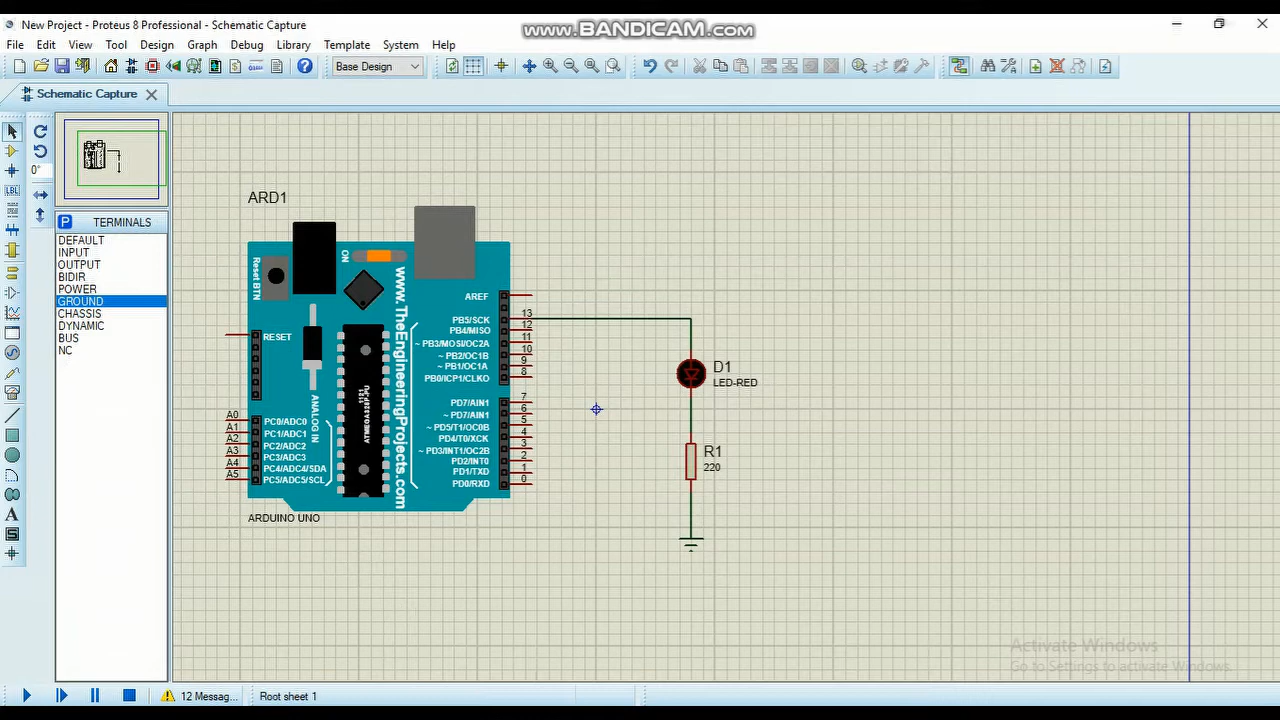 New Project - Proteus 8 Professional - Schematic Capture
www.BANDICAM.com
File Edit View Tool Design Graph Debug Library Template System Help
Base Design
Schematic Capture
0°
LBL
P TERMINALS
DEFAULT
INPUT
OUTPUT
BIDIR
POWER
GROUND
CHASSIS
DYNAMIC
BUS
NC
ARD1
Reset BTN
ON
www.TheEngineeringProjects.com
RESET
ANALOG IN
1121
ATMEGA328P-PU
AREF
PB5/SCK 13
PB4/MISO 12
~ PB3/MOSI/OC2A 11
~ PB2/OC1B 10
~ PB1/OC1A 9
PB0/ICP1/CLKO 8
PD7/AIN1 7
~ PD7/AIN1 6
~ PD5/T1/OC0B 5
PD4/T0/XCK 4
~ PD3/INT1/OC2B 3
PD2/INT0 2
PD1/TXD 1
PD0/RXD 0
A0 PC0/ADC0
A1 PC1/ADC1
A2 PC2/ADC2
A3 PC3/ADC3
A4 PC4/ADC4/SDA
A5 PC5/ADC5/SCL
ARDUINO UNO
D1
LED-RED
R1
220
Activate Windows
Go to Settings to activate Windows.
12 Messag... Root sheet 1